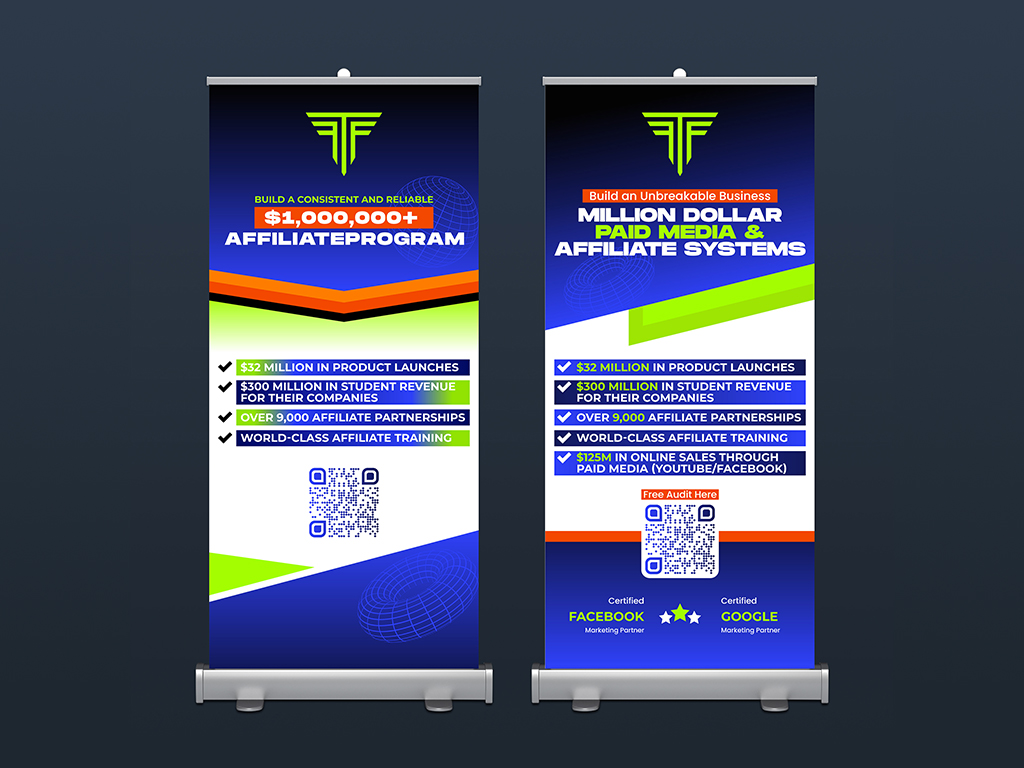 BUILD A CONSISTENT AND RELIABLE
$1,000,000+
AFFILIATEPROGRAM
$32 MILLION IN PRODUCT LAUNCHES
$300 MILLION IN STUDENT REVENUE
FOR THEIR COMPANIES
OVER 9,000 AFFILIATE PARTNERSHIPS
WORLD-CLASS AFFILIATE TRAINING
Build an Unbreakable Business
MILLION DOLLAR
PAID MEDIA &
AFFILIATE SYSTEMS
$32 MILLION IN PRODUCT LAUNCHES
$300 MILLION IN STUDENT REVENUE
FOR THEIR COMPANIES
OVER 9,000 AFFILIATE PARTNERSHIPS
WORLD-CLASS AFFILIATE TRAINING
$125M IN ONLINE SALES THROUGH
PAID MEDIA (YOUTUBE/FACEBOOK)
Free Audit Here
Certified
FACEBOOK
Marketing Partner
Certified
GOOGLE
Marketing Partner